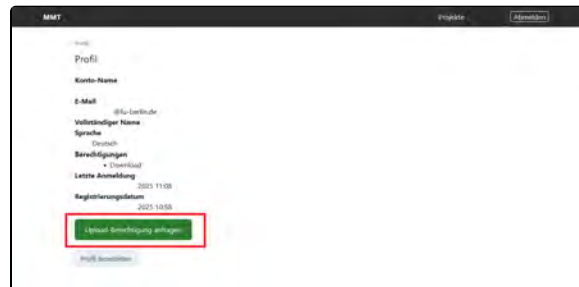 MMT
Projekte
Abmelden
Profil
Profil
Konto-Name
E-Mail
@fu-berlin.de
Vollständiger Name
Sprache
Deutsch
Berechtigungen
• Download
Letzte Anmeldung
2025 11:08
Registrierungsdatum
2025 10:58
Upload-Berechtigung anfragen
Profil bearbeiten